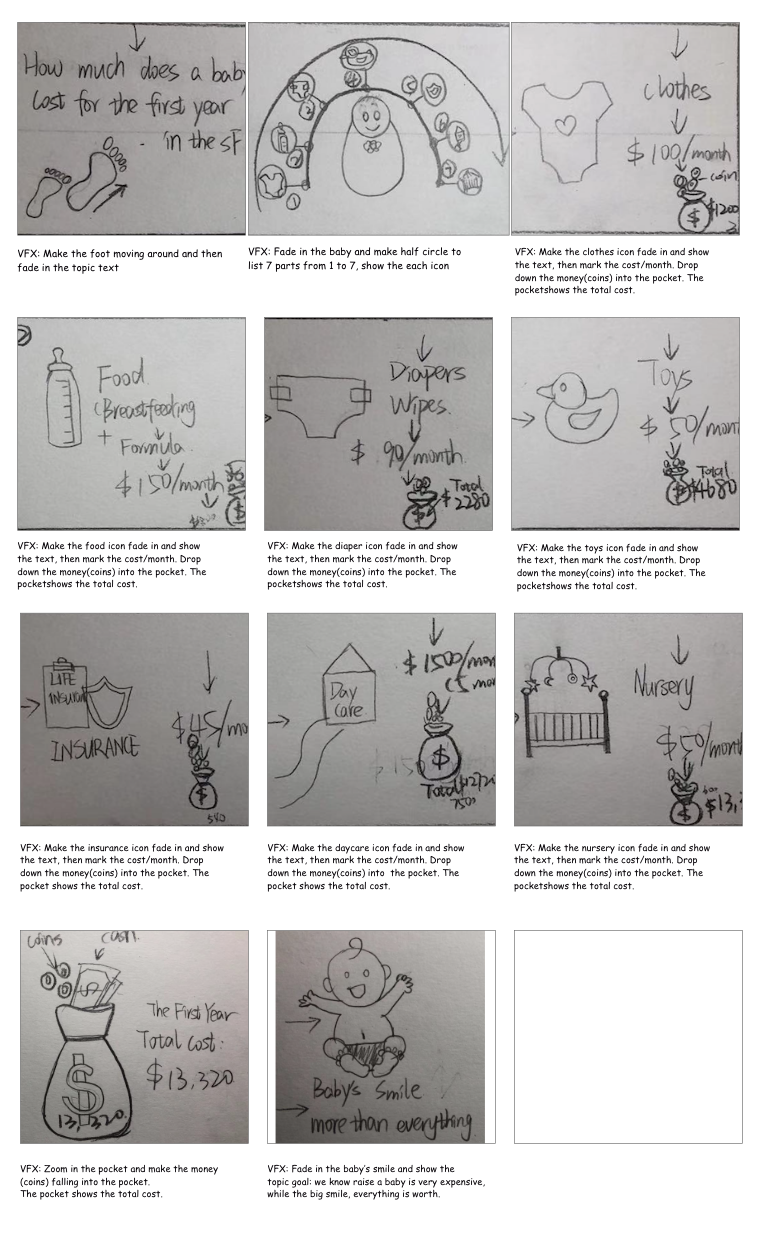 How much does a baby
Cost for the first year
in the SF
VFX: Make the foot moving around and then
fade in the topic text
1
2
3
4
5
6
7
VFX: Fade in the baby and make half circle to
list 7 parts from 1 to 7, show the each icon
clothes
$100/month
coin
$
$1200
VFX: Make the clothes icon fade in and show
the text, then mark the cost/month. Drop
down the money(coins) into the pocket. The
pocketshows the total cost.
Food
(Breastfeeding
+ Formula
$150/month
$
VFX: Make the food icon fade in and show
the text, then mark the cost/month. Drop
down the money(coins) into the pocket. The
pocketshows the total cost.
Diapers
Wipes.
$ 90/month
Total
$2280
VFX: Make the diaper icon fade in and show
the text, then mark the cost/month. Drop
down the money(coins) into the pocket. The
pocketshows the total cost.
Toys
$ 50/mont
Total
$4680
VFX: Make the toys icon fade in and show
the text, then mark the cost/month. Drop
down the money(coins) into the pocket. The
pocketshows the total cost.
LIFE
INSURAN
INSURANCE
$45/mo
$
540
VFX: Make the insurance icon fade in and show
the text, then mark the cost/month. Drop
down the money(coins) into the pocket. The
pocket shows the total cost.
Day
Care
$1500/mon
(5 mo
$
Total
7500
VFX: Make the daycare icon fade in and show
the text, then mark the cost/month. Drop
down the money(coins) into  the pocket. The
pocket shows the total cost.
Nursery
$50/month
600
$
$13,
VFX: Make the nursery icon fade in and show
the text, then mark the cost/month. Drop
down the money(coins) into the pocket. The
pocketshows the total cost.
coins
cash
$
The First Year
Total Cost:
$13,320
$
13,320.
VFX: Zoom in the pocket and make the money
(coins) falling into the pocket.
The pocket shows the total cost.
Baby's Smile
more than everything
VFX: Fade in the baby's smile and show the
topic goal: we know raise a baby is very expensive,
while the big smile, everything is worth.